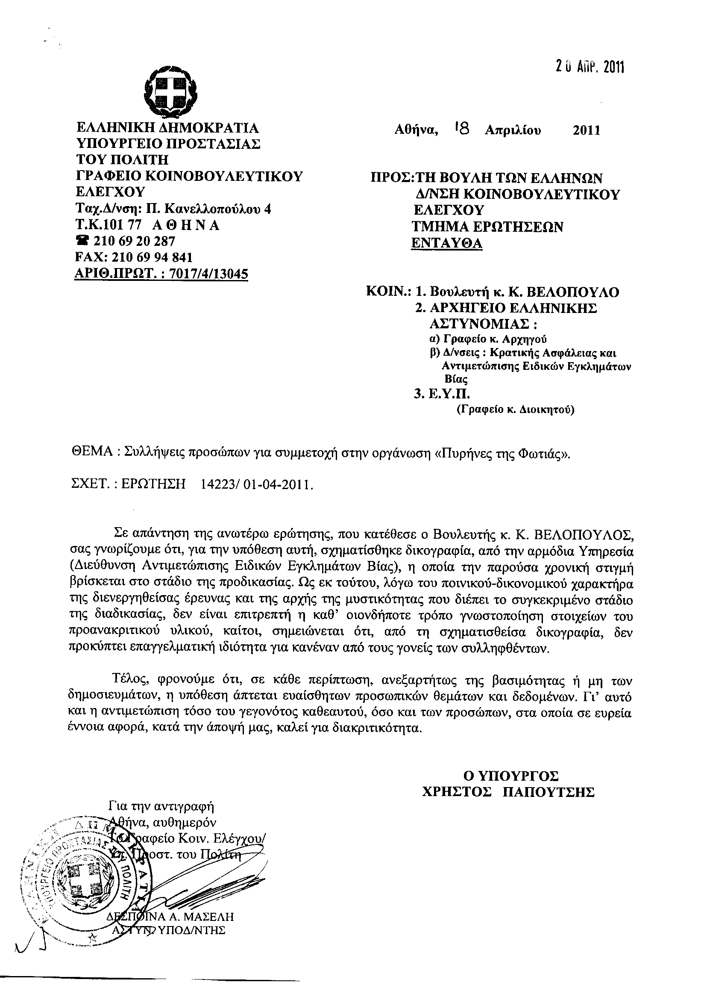 20 ΑΠΡ. 2011
ΕΛΛΗΝΙΚΗ ΔΗΜΟΚΡΑΤΙΑ
ΥΠΟΥΡΓΕΙΟ ΠΡΟΣΤΑΣΙΑΣ
ΤΟΥ ΠΟΛΙΤΗ
ΓΡΑΦΕΙΟ ΚΟΙΝΟΒΟΥΛΕΥΤΙΚΟΥ
ΕΛΕΓΧΟΥ
Ταχ.Δ/νση: Π. Κανελλοπούλου 4
Τ.Κ.101 77 Α Θ Η Ν Α
☎ 210 69 20 287
FAX: 210 69 94 841
ΑΡΙΘ.ΠΡΩΤ. : 7017/4/13045
Αθήνα, 18 Απριλίου 2011
ΠΡΟΣ:ΤΗ ΒΟΥΛΗ ΤΩΝ ΕΛΛΗΝΩΝ
Δ/ΝΣΗ ΚΟΙΝΟΒΟΥΛΕΥΤΙΚΟΥ
ΕΛΕΓΧΟΥ
ΤΜΗΜΑ ΕΡΩΤΗΣΕΩΝ
ΕΝΤΑΥΘΑ
ΚΟΙΝ.: 1. Βουλευτή κ. Κ. ΒΕΛΟΠΟΥΛΟ
2. ΑΡΧΗΓΕΙΟ ΕΛΛΗΝΙΚΗΣ
ΑΣΤΥΝΟΜΙΑΣ :
α) Γραφείο κ. Αρχηγού
β) Δ/νσεις : Κρατικής Ασφάλειας και
Αντιμετώπισης Ειδικών Εγκλημάτων
Βίας
3. Ε.Υ.Π.
(Γραφείο κ. Διοικητού)
ΘΕΜΑ : Συλλήψεις προσώπων για συμμετοχή στην οργάνωση «Πυρήνες της Φωτιάς».
ΣΧΕΤ. : ΕΡΩΤΗΣΗ 14223/ 01-04-2011.
Σε απάντηση της ανωτέρω ερώτησης, που κατέθεσε ο Βουλευτής κ. Κ. ΒΕΛΟΠΟΥΛΟΣ,
σας γνωρίζουμε ότι, για την υπόθεση αυτή, σχηματίσθηκε δικογραφία, από την αρμόδια Υπηρεσία
(Διεύθυνση Αντιμετώπισης Ειδικών Εγκλημάτων Βίας), η οποία την παρούσα χρονική στιγμή
βρίσκεται στο στάδιο της προδικασίας. Ως εκ τούτου, λόγω του ποινικού-δικονομικού χαρακτήρα
της διενεργηθείσας έρευνας και της αρχής της μυστικότητας που διέπει το συγκεκριμένο στάδιο
της διαδικασίας, δεν είναι επιτρεπτή η καθ’ οιονδήποτε τρόπο γνωστοποίηση στοιχείων του
προανακριτικού υλικού, καίτοι, σημειώνεται ότι, από τη σχηματισθείσα δικογραφία, δεν
προκύπτει επαγγελματική ιδιότητα για κανέναν από τους γονείς των συλληφθέντων.
Τέλος, φρονούμε ότι, σε κάθε περίπτωση, ανεξαρτήτως της βασιμότητας ή μη των
δημοσιευμάτων, η υπόθεση άπτεται ευαίσθητων προσωπικών θεμάτων και δεδομένων. Γι’ αυτό
και η αντιμετώπιση τόσο του γεγονότος καθεαυτού, όσο και των προσώπων, στα οποία σε ευρεία
έννοια αφορά, κατά την άποψή μας, καλεί για διακριτικότητα.
Ο ΥΠΟΥΡΓΟΣ
ΧΡΗΣΤΟΣ ΠΑΠΟΥΤΣΗΣ
Για την αντιγραφή
Αθήνα, αυθημερόν
Το Γραφείο Κοιν. Ελέγχου/
Υπ. Προστ. του Πολίτη
ΔΕΣΠΟΙΝΑ Α. ΜΑΣΕΛΗ
ΑΣΤΥΝ. ΥΠΟΔ/ΝΤΗΣ
ΕΛΛΗΝΙΚΗ ΔΗΜΟΚΡΑΤΙΑ
ΥΠΟΥΡΓΕΙΟ ΠΡΟΣΤΑΣΙΑΣ ΤΟΥ ΠΟΛΙΤΗ